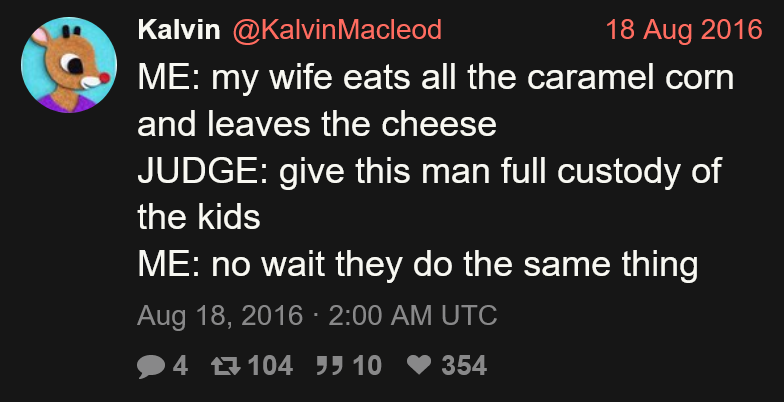 Kalvin @KalvinMacleod 18 Aug 2016
ME: my wife eats all the caramel corn
and leaves the cheese
JUDGE: give this man full custody of
the kids
ME: no wait they do the same thing
Aug 18, 2016 · 2:00 AM UTC
4 104 10 354